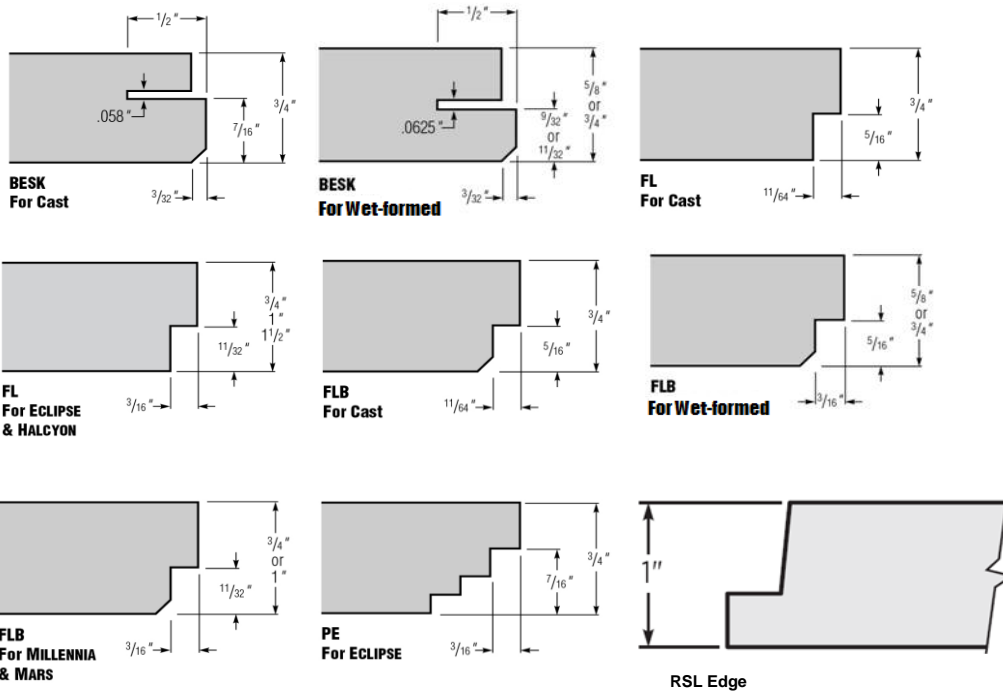 1/2"
.058"
3/4"
7/16"
3/32"
BESK
For Cast
1/2"
.0625"
5/8"
or
3/4"
9/32"
or
11/32"
3/32"
BESK
For Wet-formed
3/4"
5/16"
11/64"
FL
For Cast
3/4"
1"
1 1/2"
11/32"
3/16"
FL
For ECLIPSE
& HALCYON
3/4"
5/16"
11/64"
FLB
For Cast
5/8"
or
3/4"
5/16"
3/16"
FLB
For Wet-formed
3/4"
or
1"
11/32"
3/16"
FLB
For MILLENNIA
& MARS
3/4"
7/16"
3/16"
PE
For ECLIPSE
1"
RSL Edge